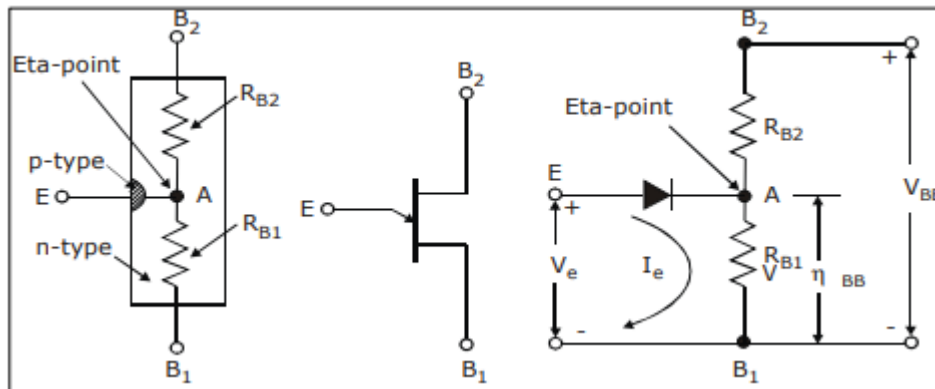 B2
Eta-point
RB2
p-type
E
A
RB1
n-type
B1
B2
E
B1
B2
+
Eta-point
RB2
E
A
+
VBB
Ve
Ie
RB1
V
η BB
-
-
B1